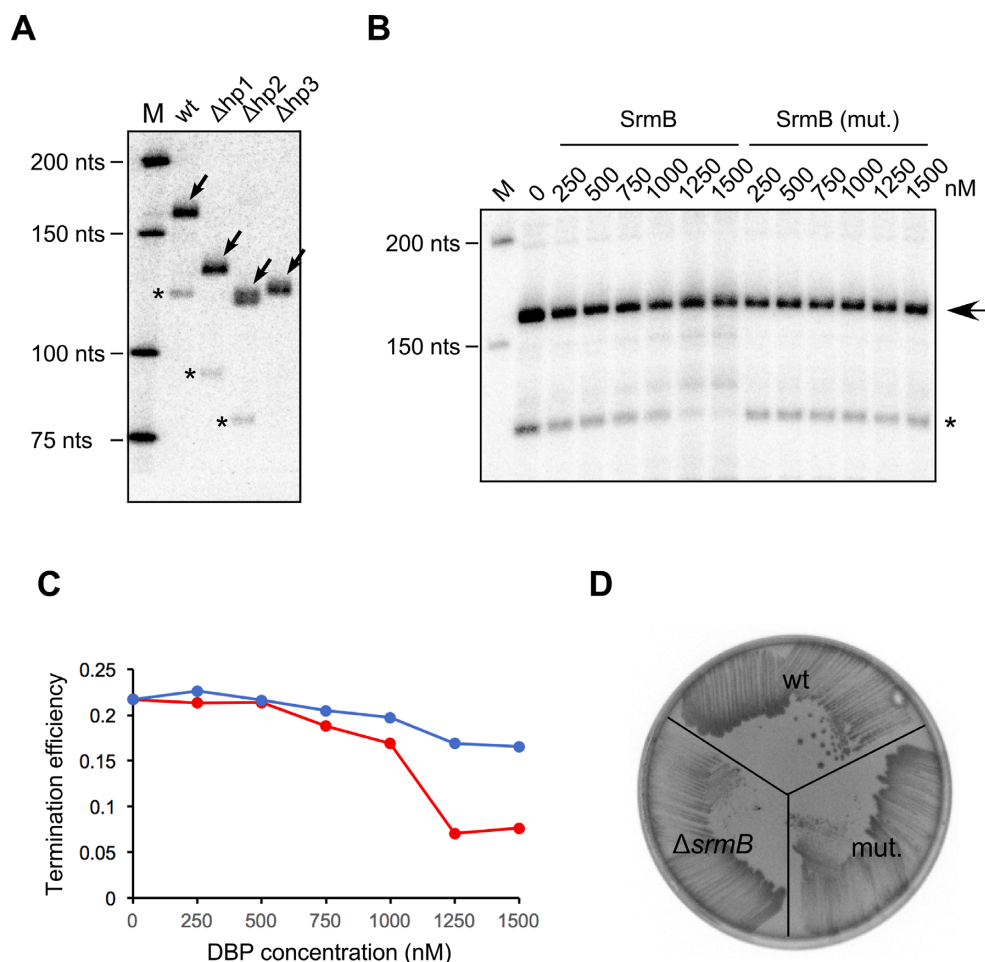 A
M wt Δhp1 Δhp2 Δhp3
200 nts
150 nts
*
100 nts
*
*
75 nts
B
SrmB SrmB (mut.)
M 0 250 500 750 1000 1250 1500 250 500 750 1000 1250 1500 nM
200 nts
150 nts
*
C
Termination efficiency
0.25
0.2
0.15
0.1
0.05
0
0 250 500 750 1000 1250 1500
DBP concentration (nM)
D
wt
ΔsrmB
mut.